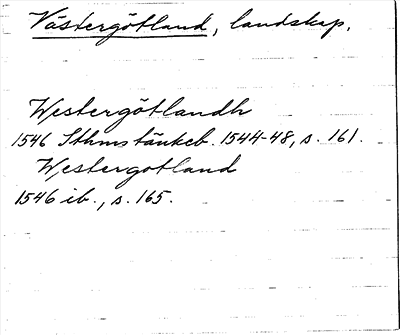 Västergötland, landskap.
Westergötlandh
1546 Sthms tänkeb. 1544-48, s. 161.
Westergotland
1546 ib., s. 165.